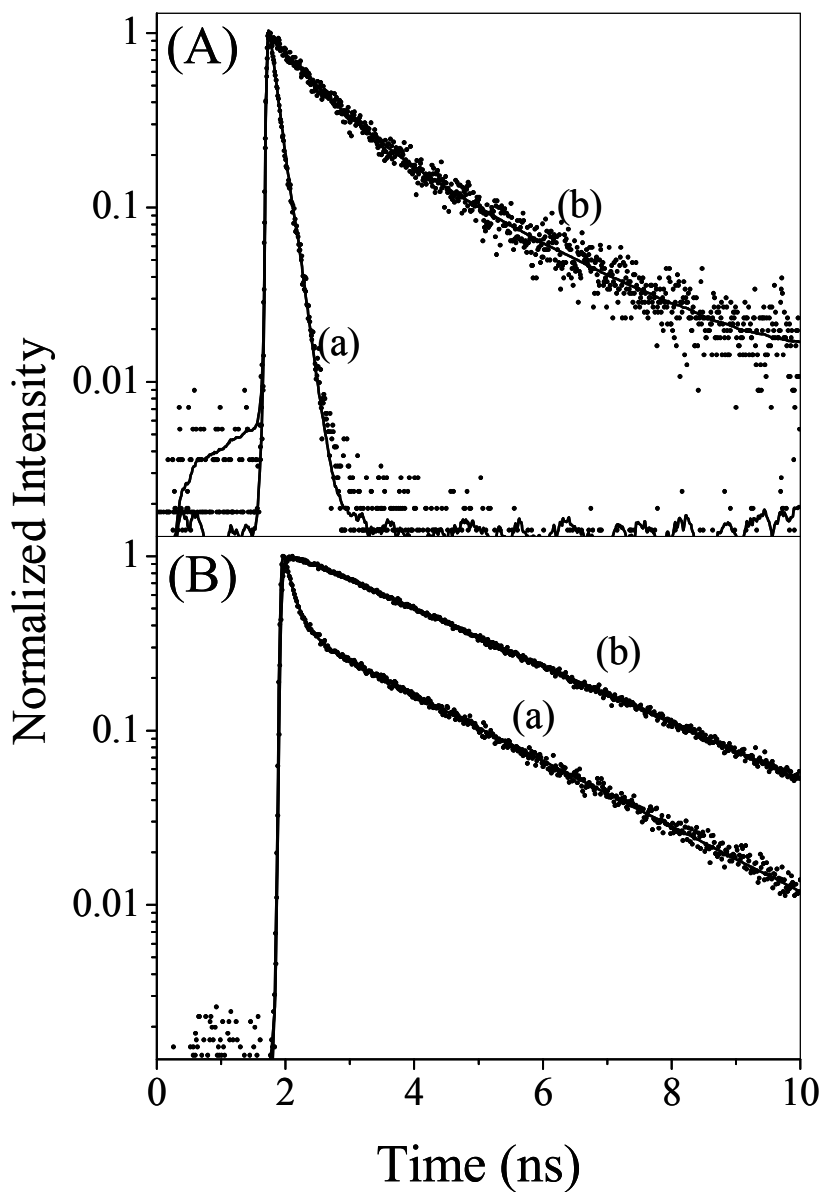 (A)
1
0.1
0.01
(b)
(a)
Normalized Intensity
(B)
1
0.1
0.01
(b)
(a)
0 2 4 6 8 10
Time (ns)